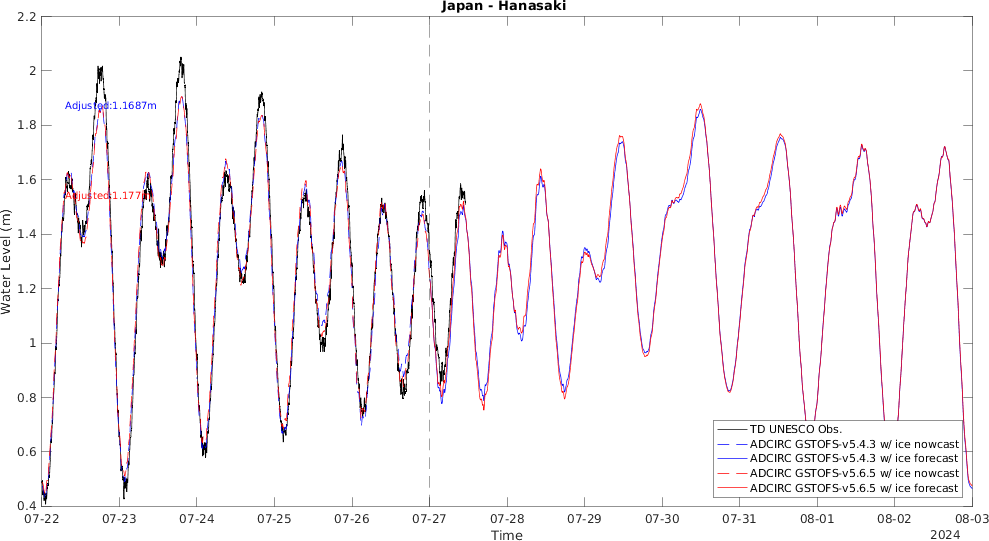 Japan - Hanasaki
2.2
2
1.8
1.6
1.4
1.2
1
0.8
0.6
0.4
Water Level (m)
Adjusted:1.1687m
Adjusted:1.177
TD UNESCO Obs.
ADCIRC GSTOFS-v5.4.3 w/ ice nowcast
ADCIRC GSTOFS-v5.4.3 w/ ice forecast
ADCIRC GSTOFS-v5.6.5 w/ ice nowcast
ADCIRC GSTOFS-v5.6.5 w/ ice forecast
07-22 07-23 07-24 07-25 07-26 07-27 07-28 07-29 07-30 07-31 08-01 08-02 08-03
Time
2024